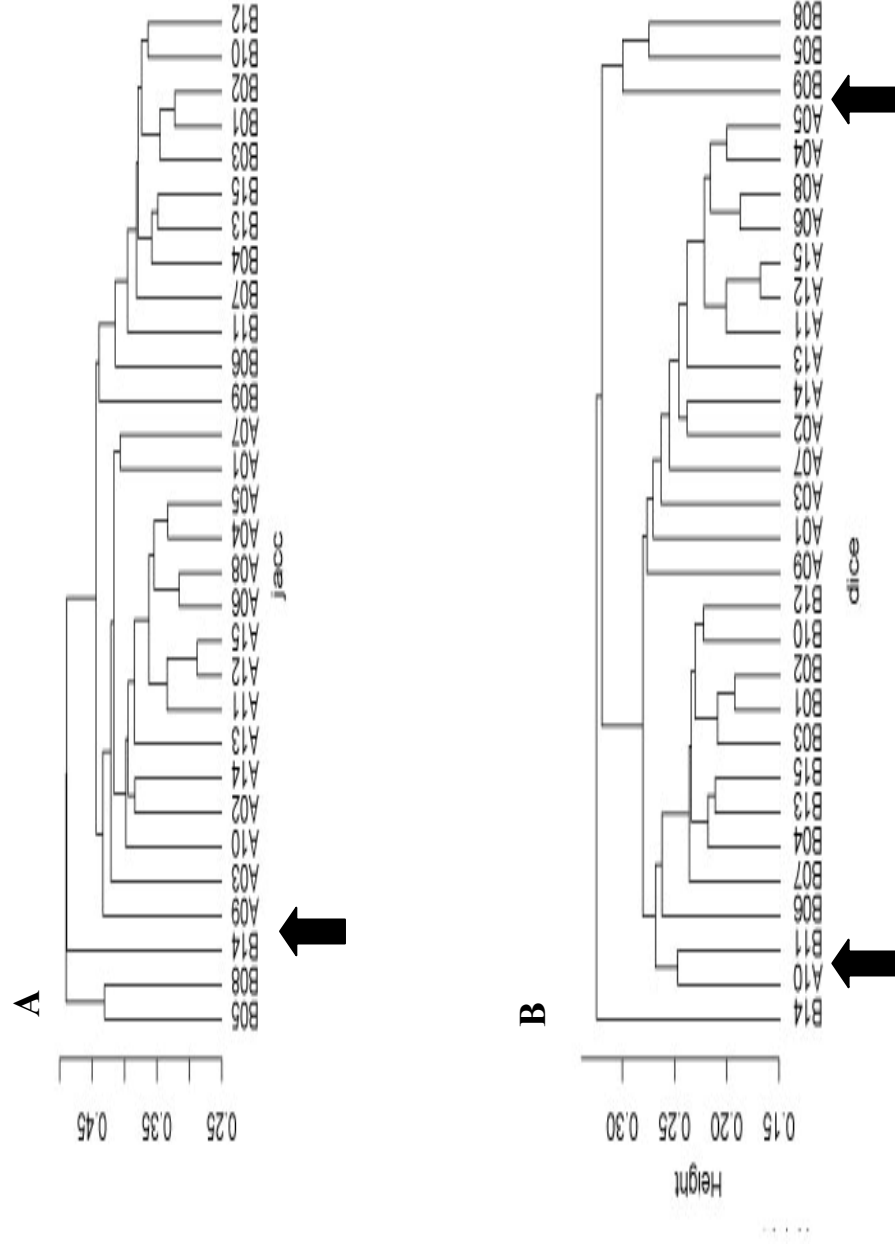 A
0.45
0.35
0.25
B05 B08 B14 A09 A03 A10 A02 A14 A13 A11 A12 A15 A06 A08 A04 A05 A01 A07 B09 B06 B11 B07 B04 B13 B15 B03 B01 B02 B10 B12
jacc
B
Height
0.30
0.25
0.20
0.15
B14 A10 B11 B06 B07 B04 B13 B15 B03 B01 B02 B10 B12 A09 A01 A03 A07 A02 A14 A13 A11 A12 A15 A06 A08 A04 A05 B09 B05 B08
dice